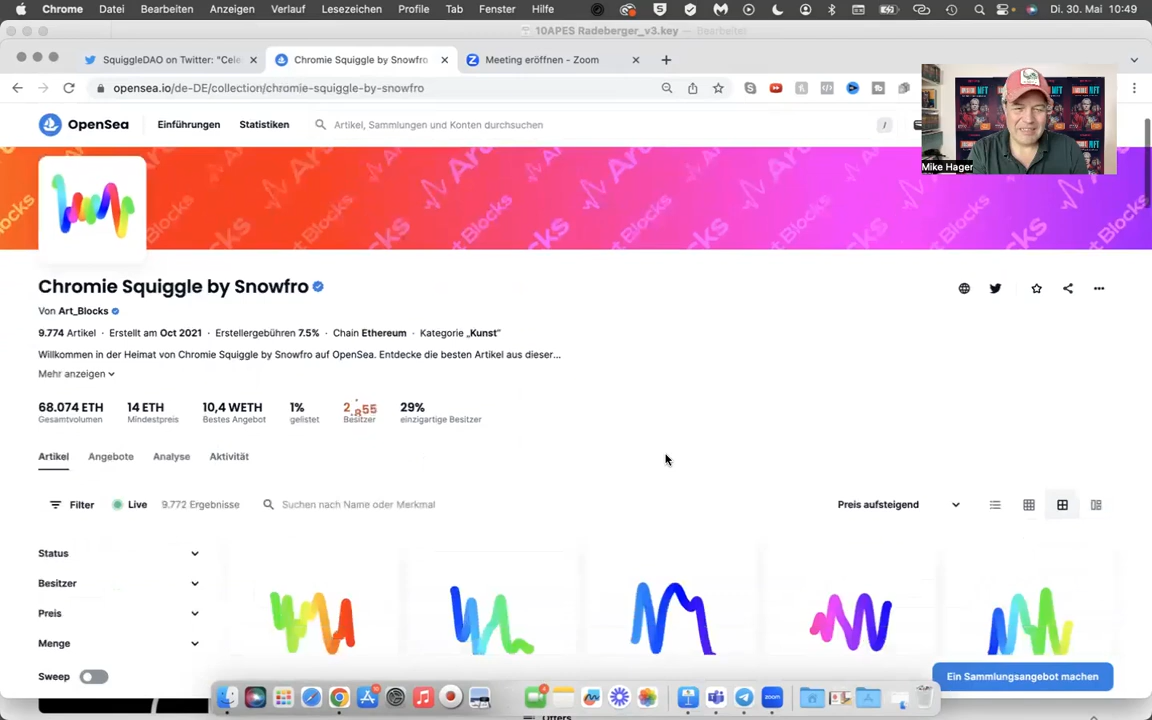 Chrome Datei Bearbeiten Anzeigen Verlauf Lesezeichen Profile Tab Fenster Hilfe Di. 30. Mai 10:49
10APES Radeberger_v3.key — Bearbeitet
SquiggleDAO on Twitter: "Cele Chromie Squiggle by Snowfro Meeting eröffnen - Zoom
opensea.io/de-DE/collection/chromie-squiggle-by-snowfro
OpenSea Einführungen Statistiken Artikel, Sammlungen und Konten durchsuchen /
Mike Hager
Art Blocks
Chromie Squiggle by Snowfro
Von Art_Blocks
9.774 Artikel · Erstellt am Oct 2021 · Erstellergebühren 7.5% · Chain Ethereum · Kategorie „Kunst"
Willkommen in der Heimat von Chromie Squiggle by Snowfro auf OpenSea. Entdecke die besten Artikel aus dieser...
Mehr anzeigen
68.074 ETH 14 ETH 10,4 WETH 1% 29%
Gesamtvolumen Mindestpreis Bestes Angebot gelistet Besitzer einzigartige Besitzer
Artikel Angebote Analyse Aktivität
Filter Live 9.772 Ergebnisse Suchen nach Name oder Merkmal Preis aufsteigend
Status
Besitzer
Preis
Menge
Sweep Ein Sammlungsangebot machen
Offers